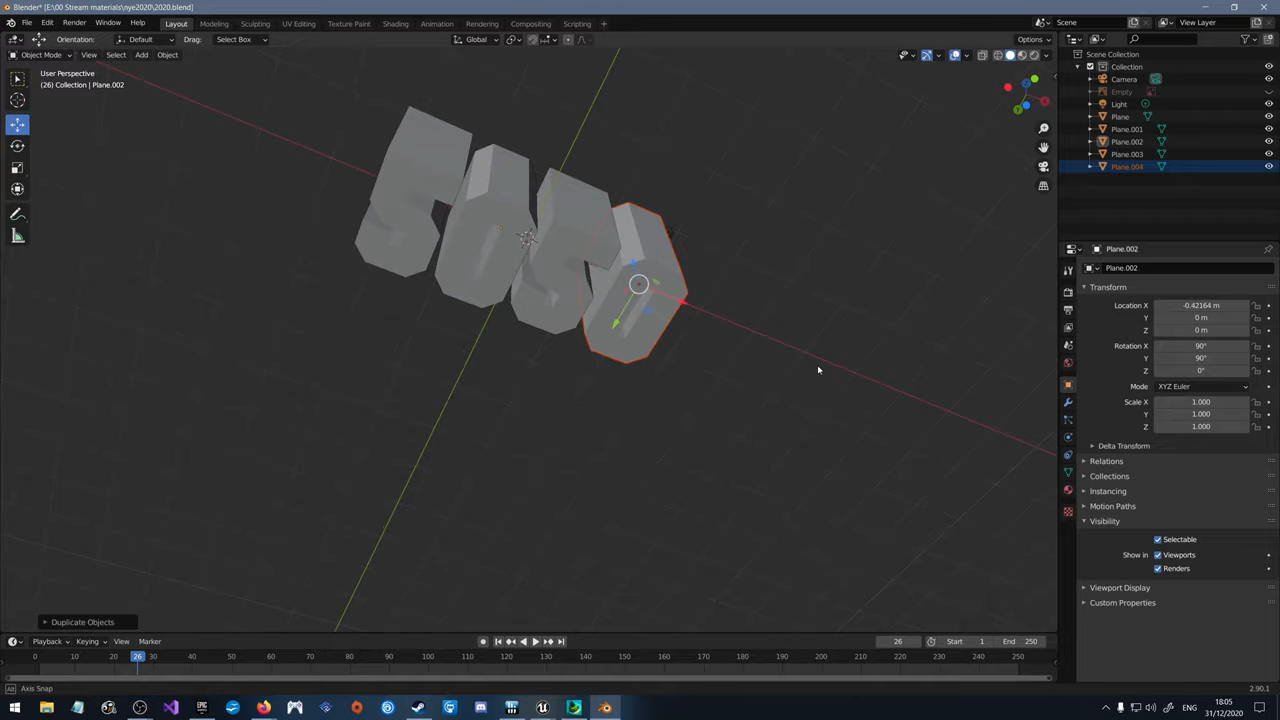 Blender* [E:\00 Stream materials\nye2020\2020.blend]
File Edit Render Window Help Layout Modeling Sculpting UV Editing Texture Paint Shading Animation Rendering Compositing Scripting + Scene View Layer
Orientation: Default Drag: Select Box Global Options
Object Mode View Select Add Object
User Perspective
(26) Collection | Plane.002
Scene Collection
Collection
Camera
Empty
Light
Plane
Plane.001
Plane.002
Plane.003
Plane.004
Plane.002
Plane.002
Transform
Location X -0.42164 m
Y 0 m
Z 0 m
Rotation X 90°
Y 90°
Z 0°
Mode XYZ Euler
Scale X 1.000
Y 1.000
Z 1.000
Delta Transform
Relations
Collections
Instancing
Motion Paths
Visibility
Selectable
Show in Viewports
Renders
Viewport Display
Custom Properties
Duplicate Objects
Playback Keying View Marker 26 Start 1 End 250
0 10 20 26 30 40 50 60 70 80 90 100 110 120 130 140 150 160 170 180 190 200 210 220 230 240 250
Axis Snap 2.90.1
ENG 18:05
31/12/2020